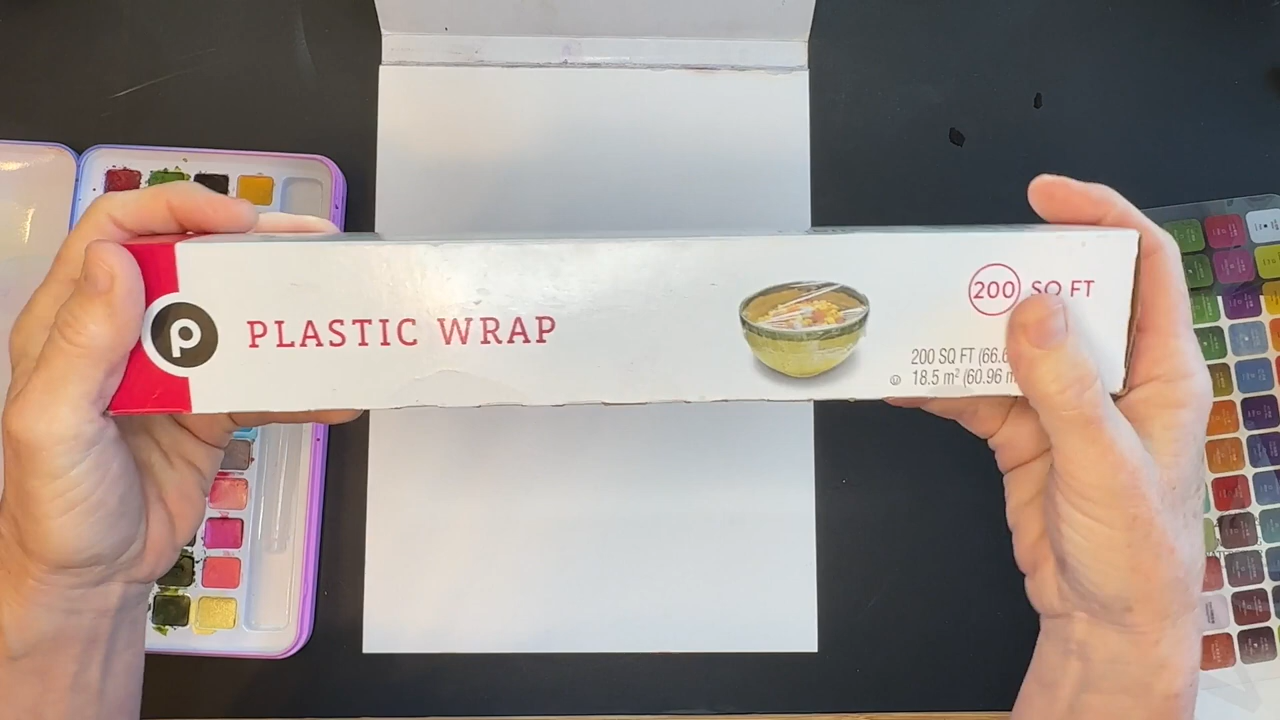 p
PLASTIC WRAP
200 SQ FT
200 SQ FT (66.6
U
18.5 m² (60.96 m